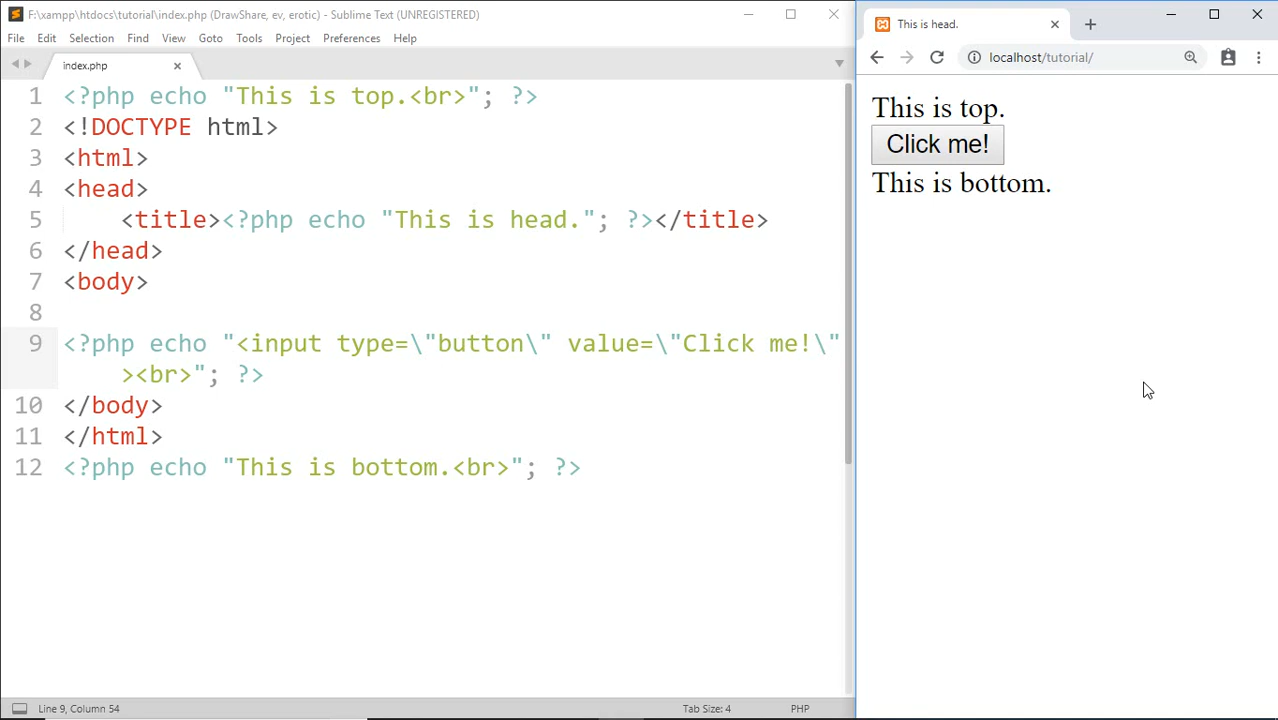 F:\xampp\htdocs\tutorial\index.php (DrawShare, ev, erotic) - Sublime Text (UNREGISTERED)
File Edit Selection Find View Goto Tools Project Preferences Help
index.php
1 <?php echo "This is top.<br>"; ?>
2 <!DOCTYPE html>
3 <html>
4 <head>
5 <title><?php echo "This is head."; ?></title>
6 </head>
7 <body>
8
9 <?php echo "<input type=\"button\" value=\"Click me!\"
><br>"; ?>
10 </body>
11 </html>
12 <?php echo "This is bottom.<br>"; ?>
Line 9, Column 54
Tab Size: 4
PHP
This is head.
localhost/tutorial/
This is top.
Click me!
This is bottom.